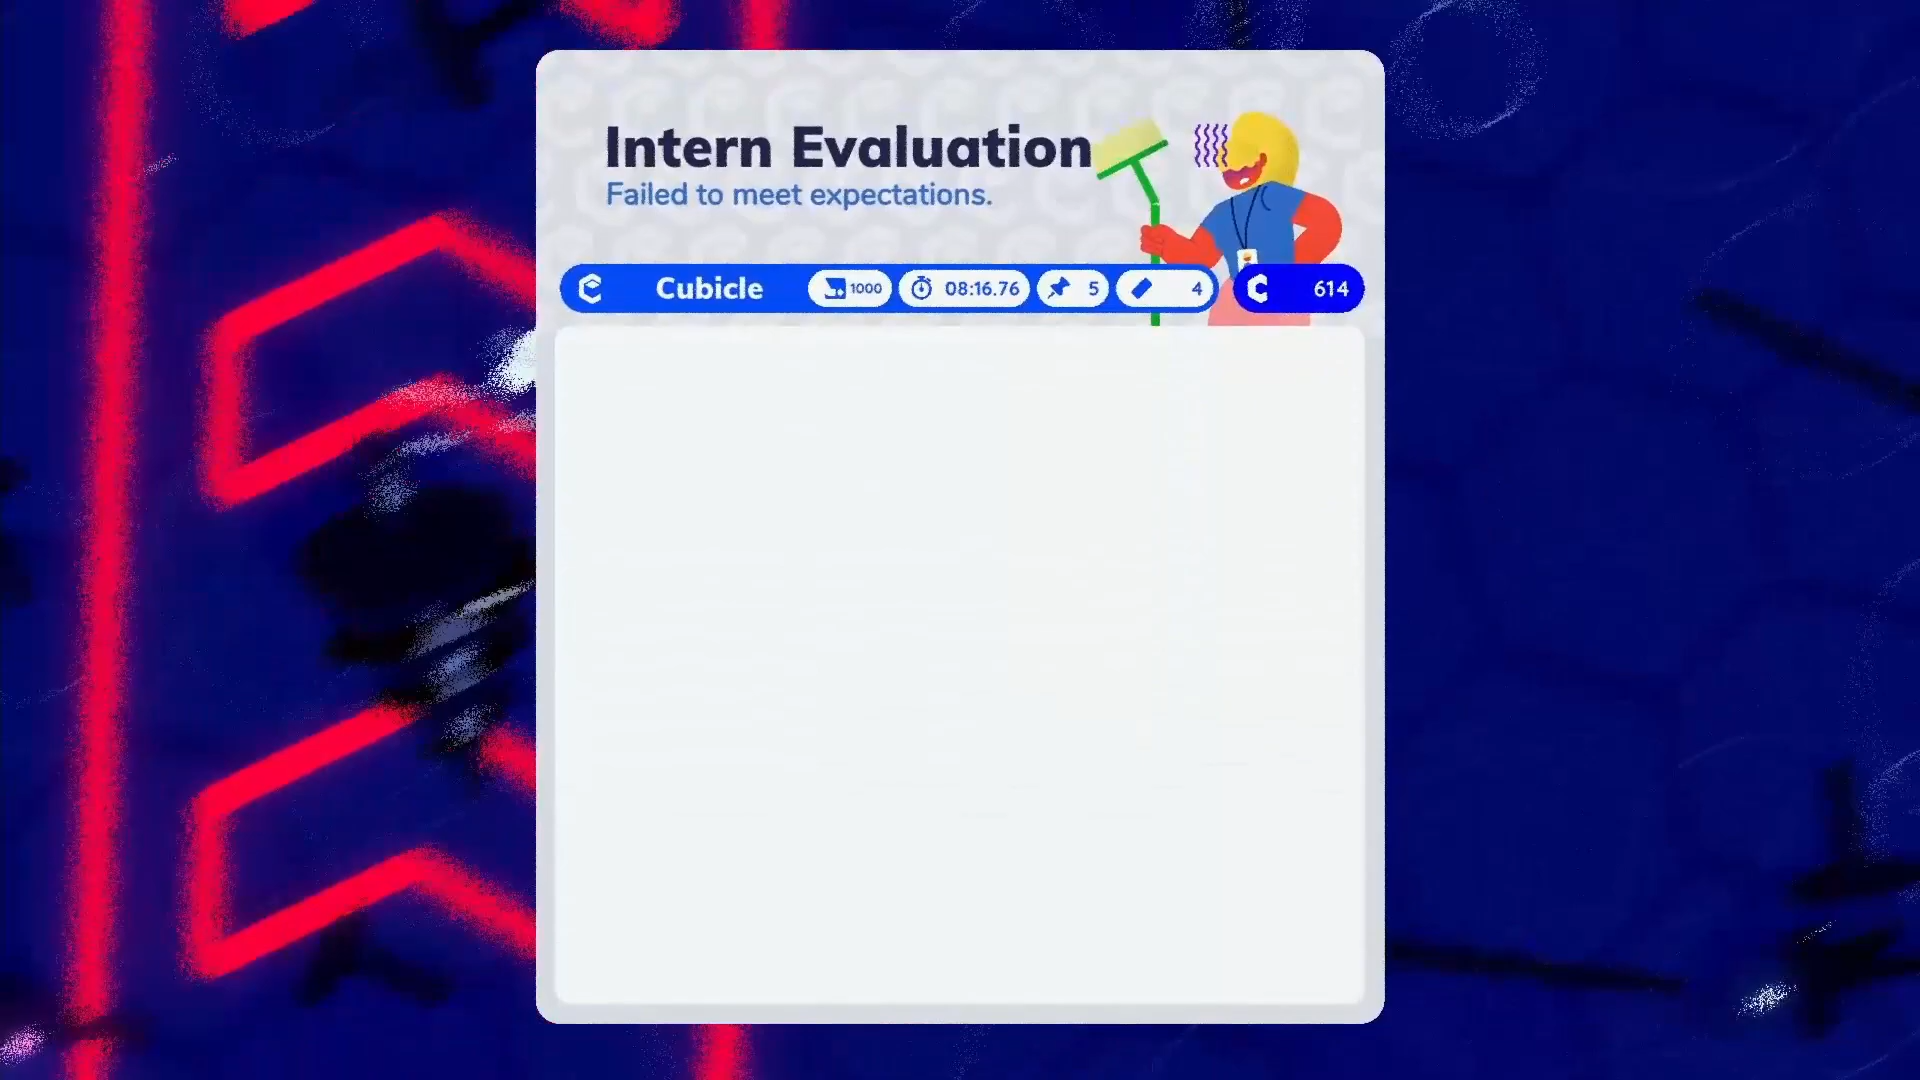 Intern Evaluation
Failed to meet expectations.
Cubicle 1000 08:16.76 5 4 614